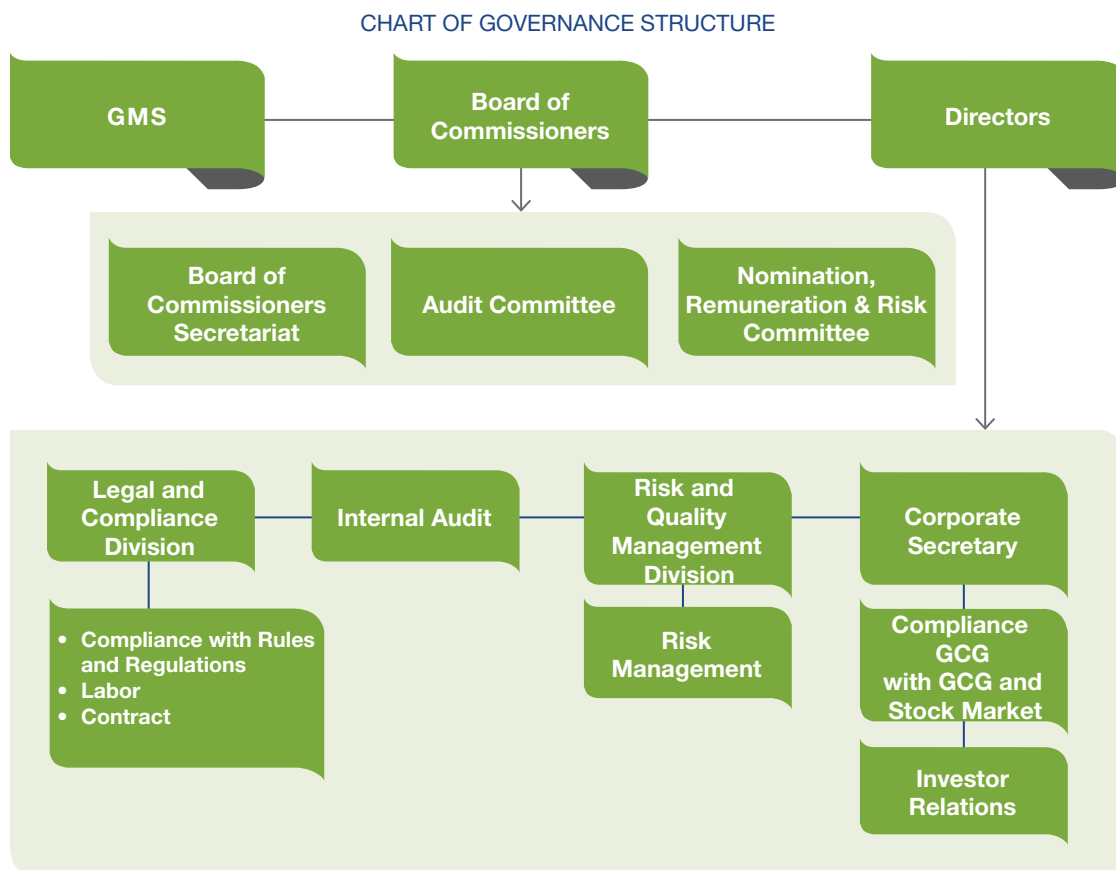 CHART OF GOVERNANCE STRUCTURE
GMS
Board of
Commissioners
Directors
Board of
Commissioners
Secretariat
Audit Committee
Nomination,
Remuneration & Risk
Committee
Legal and
Compliance
Division
Internal Audit
Risk and
Quality
Management
Division
Corporate
Secretary
• Compliance with Rules
and Regulations
• Labor
• Contract
Risk
Management
Compliance
GCG
with GCG and
Stock Market
Investor
Relations